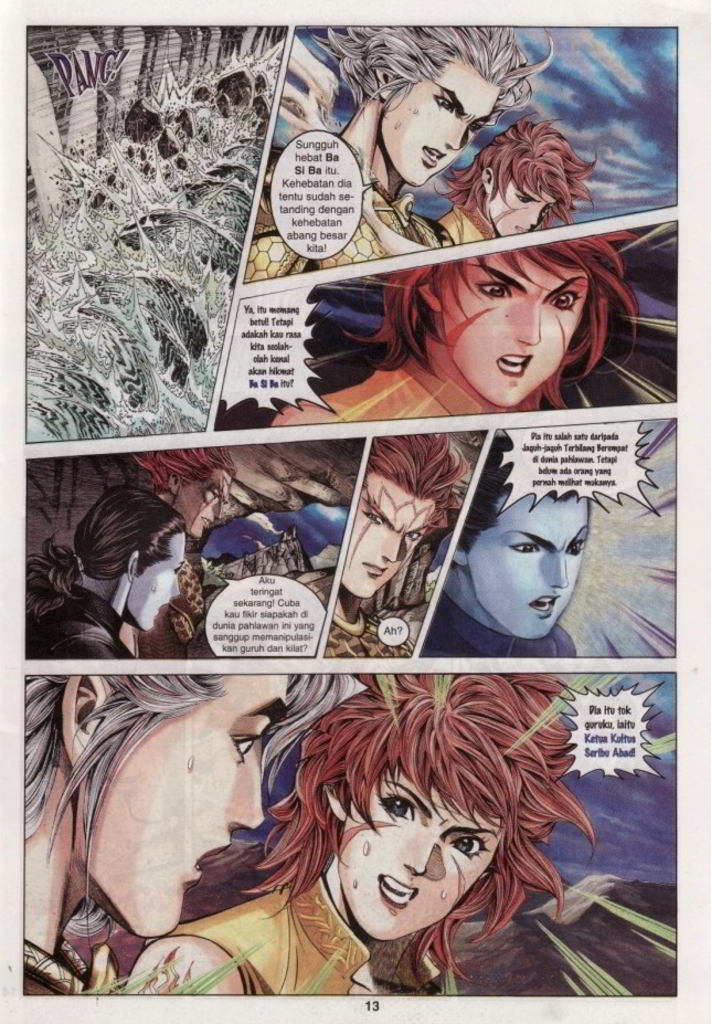 PANG!
Sungguh
hebat Ba
Si Ba itu.
Kehebatan dia
tentu sudah se-
tanding dengan
kehebatan
abang besar
kita!
Ya, itu memang
betul! Tetapi
adakah kau rasa
kita seolah-
olah kenal
akan hikmat
Ba Si Ba itu?
Aku
teringat
sekarang! Cuba
kau fikir siapakah di
dunia pahlawan ini yang
sanggup memanipulasi-
kan guruh dan kilat?
Ah?
Dia itu salah satu daripada
Jaguh-jaguh Terbilang Berempat
di dunia pahlawan. Tetapi
belum ada orang yang
pernah melihat mukanya.
Dia itu tok
guruku, iaitu
Ketua Kultus
Seribu Abad!
13